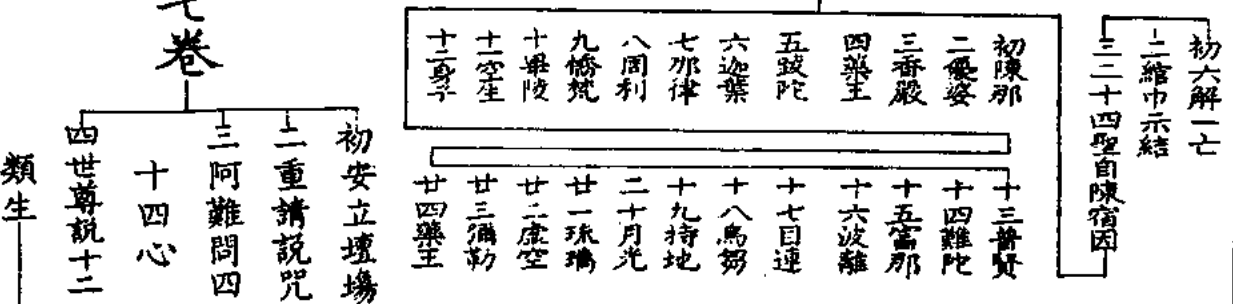 初六解一亡
二綰巾示結
三二十四聖自陳宿因
初陳那
二優婆
三香嚴
四藥王
五跋陀
六迦葉
七那律
八周利
九憍梵
十畢陵
十一空生
十二身子
十三普賢
十四難陀
十五富那
十六波離
十七目連
十八烏芻
十九持地
二十月光
廿一琉璃
廿二虛空
廿三彌勒
廿四藥王
七卷
初安立壇場
二重請說咒
三阿難問四
十四心
四世尊說十二
類生